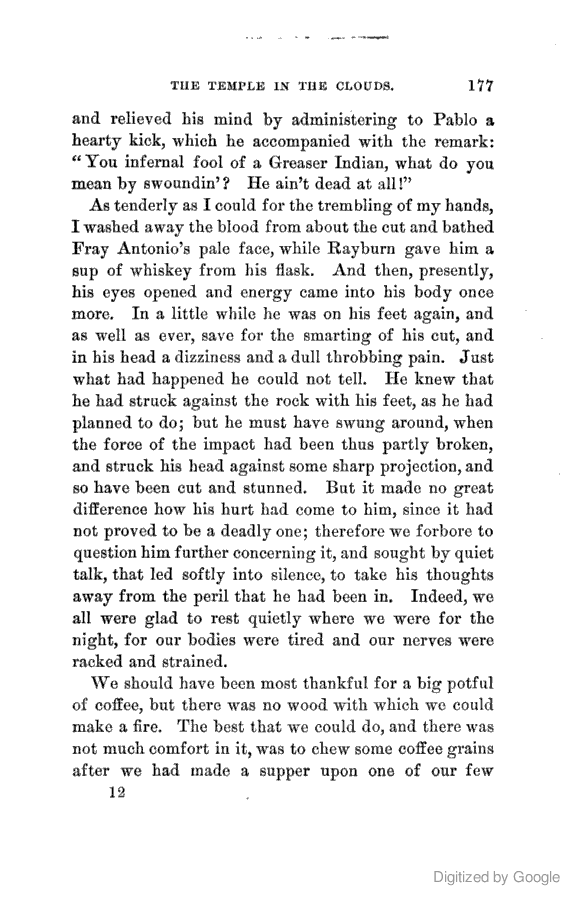 THE TEMPLE IN THE CLOUDS. 177
and relieved his mind by administering to Pablo a
hearty kick, which he accompanied with the remark:
“You infernal fool of a Greaser Indian, what do you
mean by swoundin’? He ain’t dead at all!”
As tenderly as I could for the trembling of my hands,
I washed away the blood from about the cut and bathed
Fray Antonio’s pale face, while Rayburn gave him a
sup of whiskey from his flask. And then, presently,
his eyes opened and energy came into his body once
more. In a little while he was on his feet again, and
as well as ever, save for the smarting of his cut, and
in his head a dizziness and a dull throbbing pain. Just
what had happened he could not tell. He knew that
he had struck against the rock with his feet, as he had
planned to do; but he must have swung around, when
the force of the impact had been thus partly broken,
and struck his head against some sharp projection, and
so have been cut and stunned. But it made no great
difference how his hurt had come to him, since it had
not proved to be a deadly one; therefore we forbore to
question him further concerning it, and sought by quiet
talk, that led softly into silence, to take his thoughts
away from the peril that he had been in. Indeed, we
all were glad to rest quietly where we were for the
night, for our bodies were tired and our nerves were
racked and strained.
We should have been most thankful for a big potful
of coffee, but there was no wood with which we could
make a fire. The best that we could do, and there was
not much comfort in it, was to chew some coffee grains
after we had made a supper upon one of our few
12
Digitized by Google